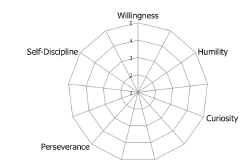 Willingness
5
Self-Discipline
4
Humility
3
2
1
Curiosity
Perseverance